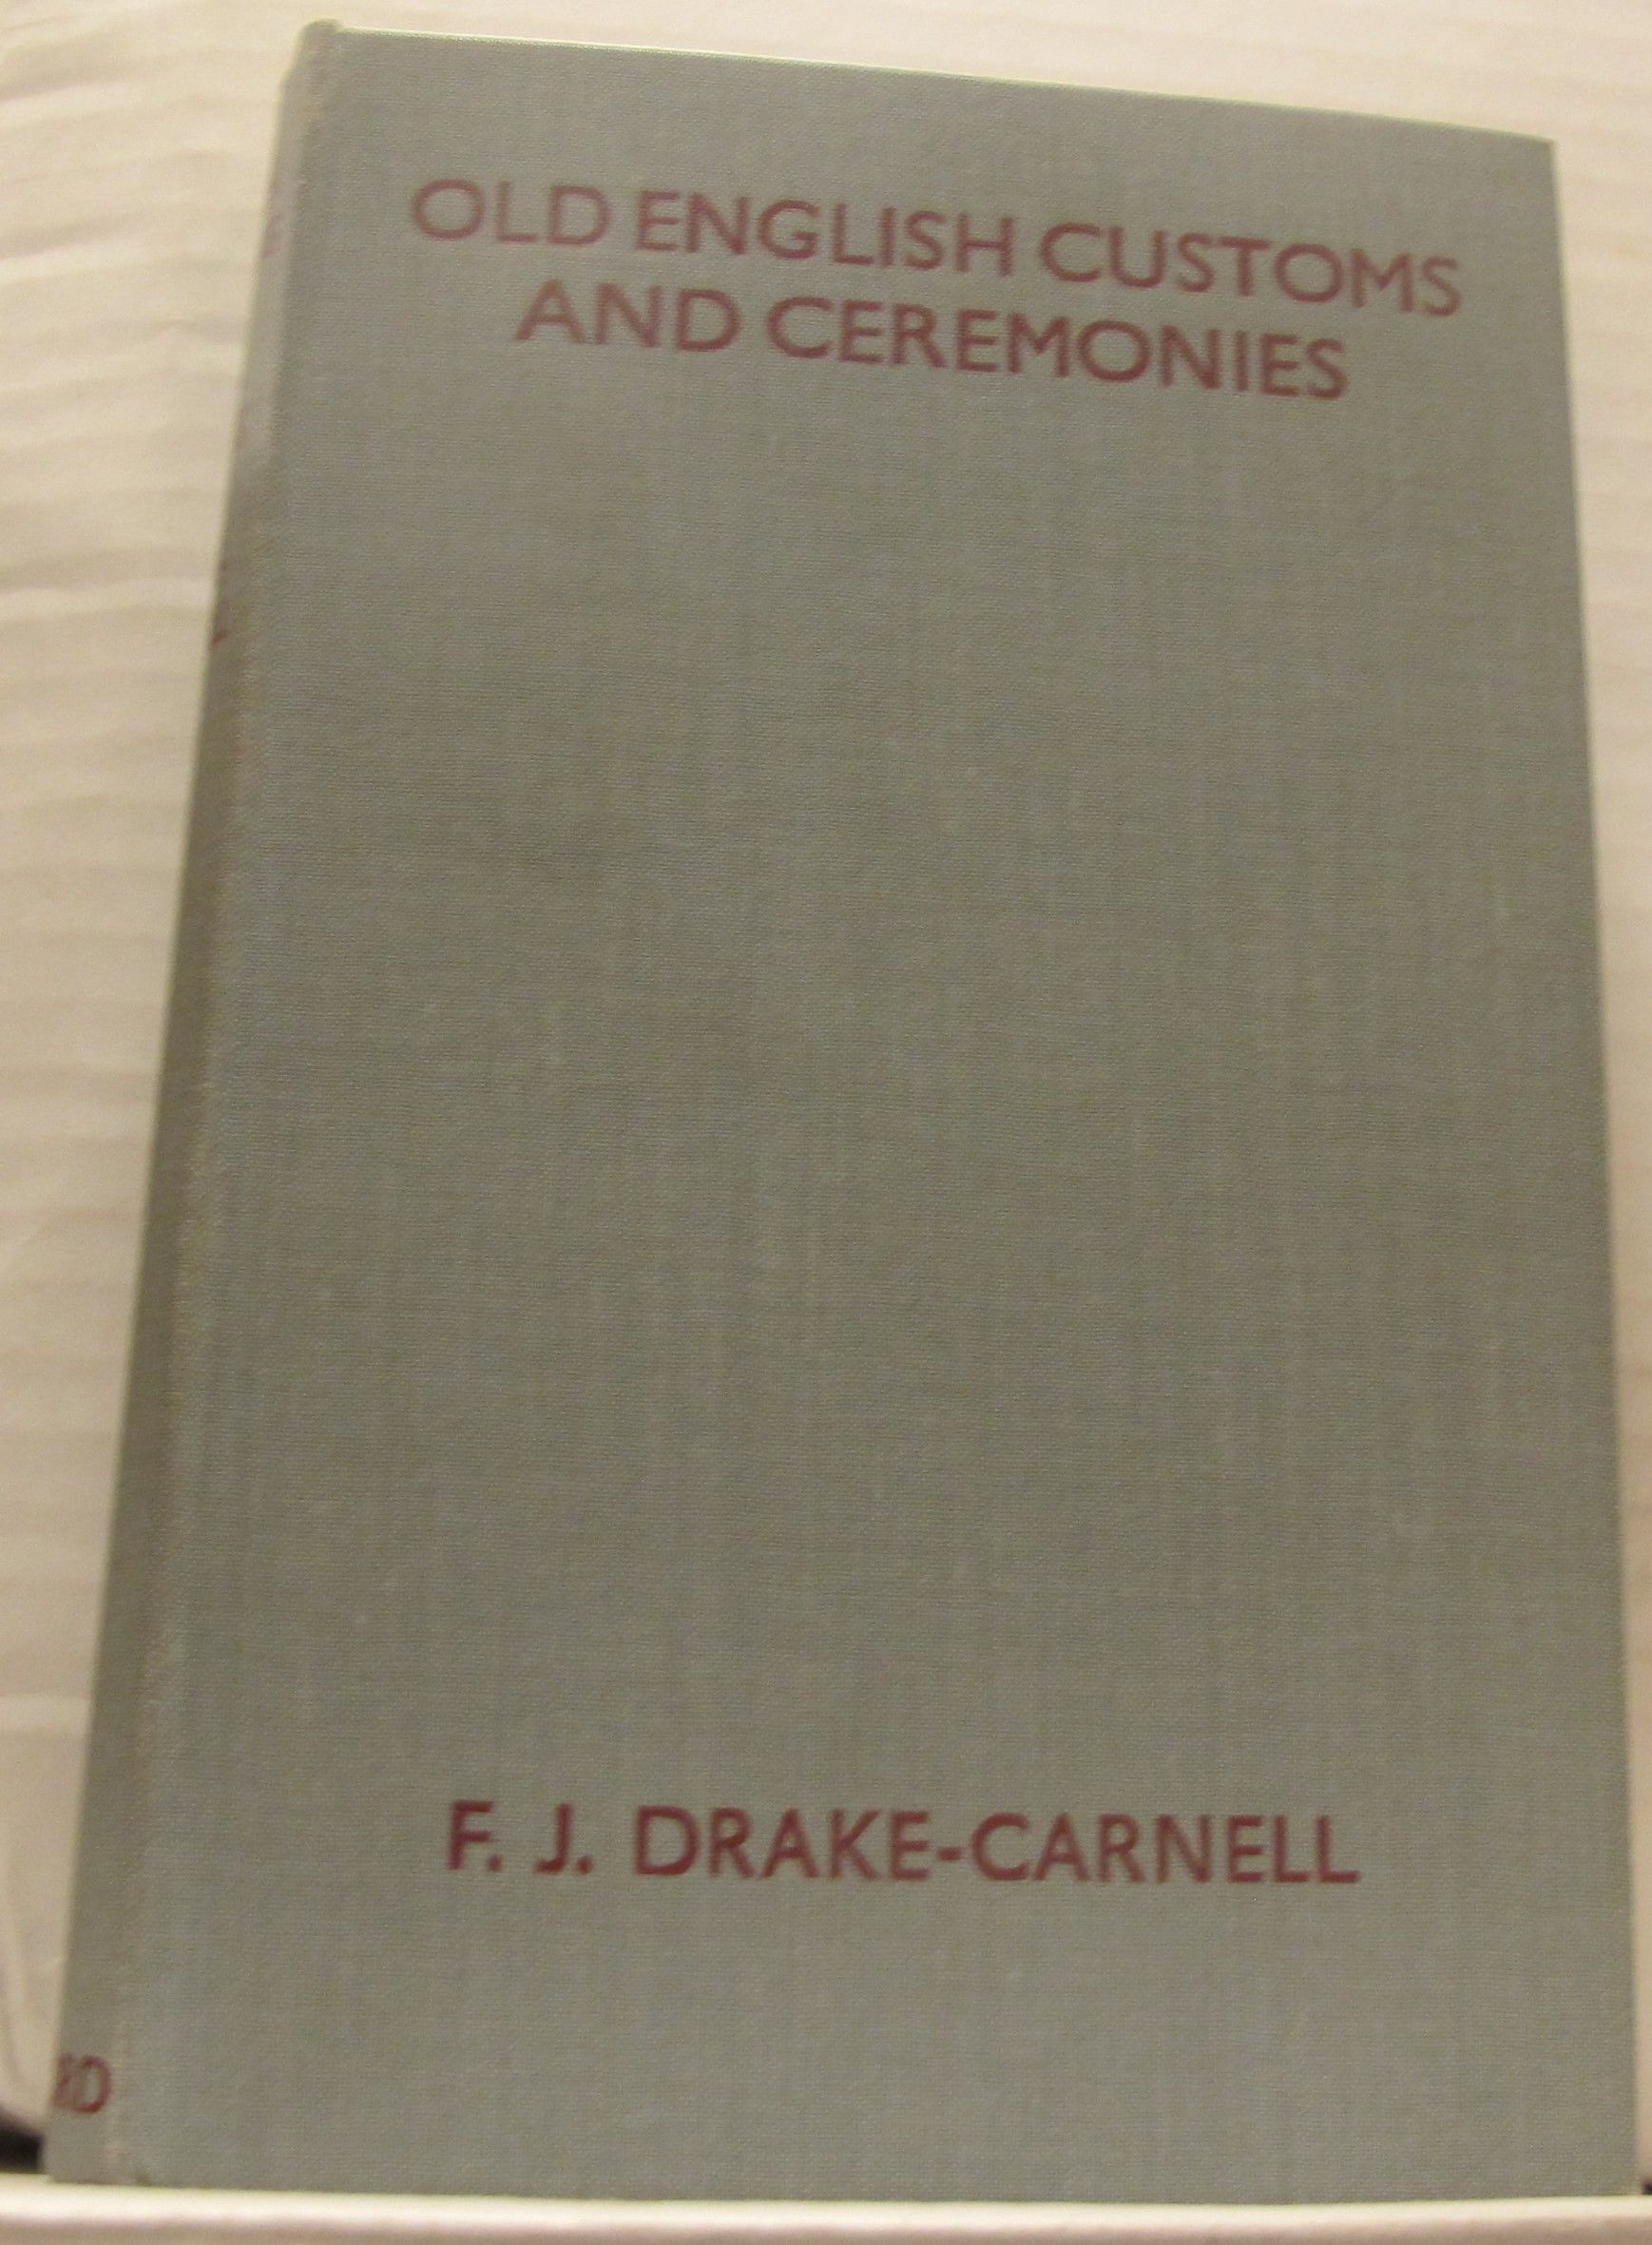 OLD ENGLISH CUSTOMS
AND CEREMONIES
F. J. DRAKE-CARNELL